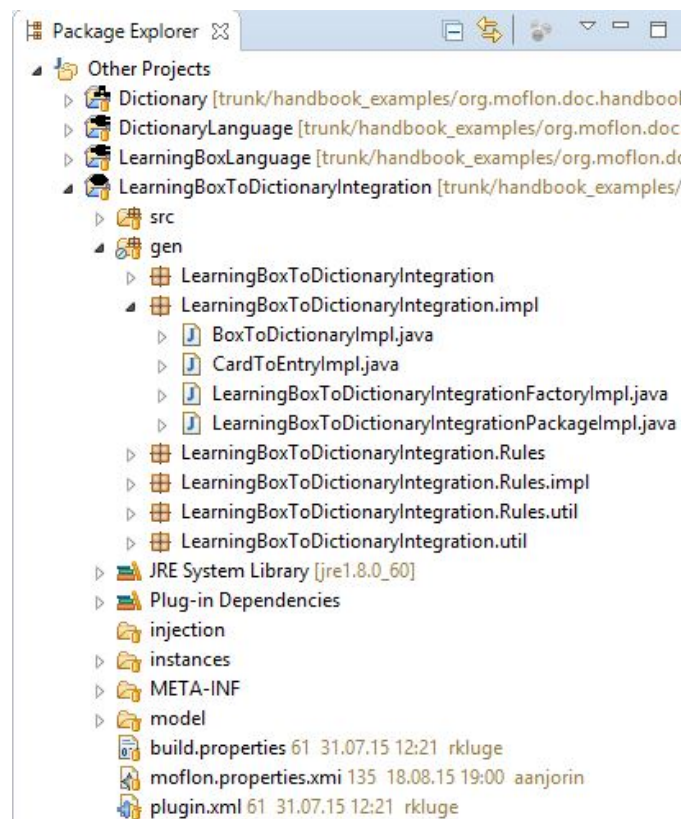 Package Explorer
Other Projects
Dictionary [trunk/handbook_examples/org.moflon.doc.handbool
DictionaryLanguage [trunk/handbook_examples/org.moflon.doc.
LearningBoxLanguage [trunk/handbook_examples/org.moflon.do
LearningBoxToDictionaryIntegration [trunk/handbook_examples/
src
gen
LearningBoxToDictionaryIntegration
LearningBoxToDictionaryIntegration.impl
BoxToDictionaryImpl.java
CardToEntryImpl.java
LearningBoxToDictionaryIntegrationFactoryImpl.java
LearningBoxToDictionaryIntegrationPackageImpl.java
LearningBoxToDictionaryIntegration.Rules
LearningBoxToDictionaryIntegration.Rules.impl
LearningBoxToDictionaryIntegration.Rules.util
LearningBoxToDictionaryIntegration.util
JRE System Library [jre1.8.0_60]
Plug-in Dependencies
injection
instances
META-INF
model
build.properties 61 31.07.15 12:21 rkluge
moflon.properties.xmi 135 18.08.15 19:00 aanjorin
plugin.xml 61 31.07.15 12:21 rkluge